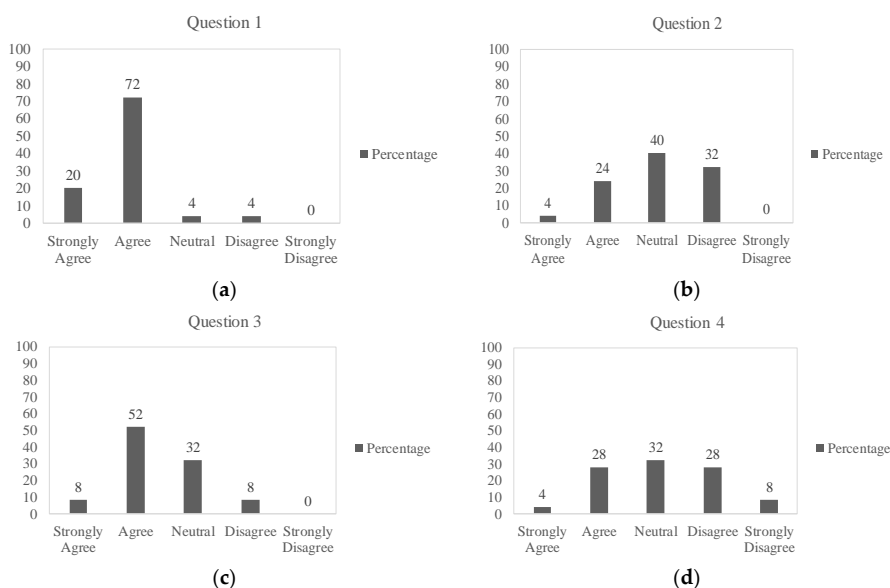 Question 1
100
90
80
70
60
50
40
30
20
10
0
20
72
4
4
0
Strongly Agree
Agree
Neutral
Disagree
Strongly Disagree
Percentage
(a)
Question 2
100
90
80
70
60
50
40
30
20
10
0
4
24
40
32
0
Strongly Agree
Agree
Neutral
Disagree
Strongly Disagree
Percentage
(b)
Question 3
100
90
80
70
60
50
40
30
20
10
0
8
52
32
8
0
Strongly Agree
Agree
Neutral
Disagree
Strongly Disagree
Percentage
(c)
Question 4
100
90
80
70
60
50
40
30
20
10
0
4
28
32
28
8
Strongly Agree
Agree
Neutral
Disagree
Strongly Disagree
Percentage
(d)